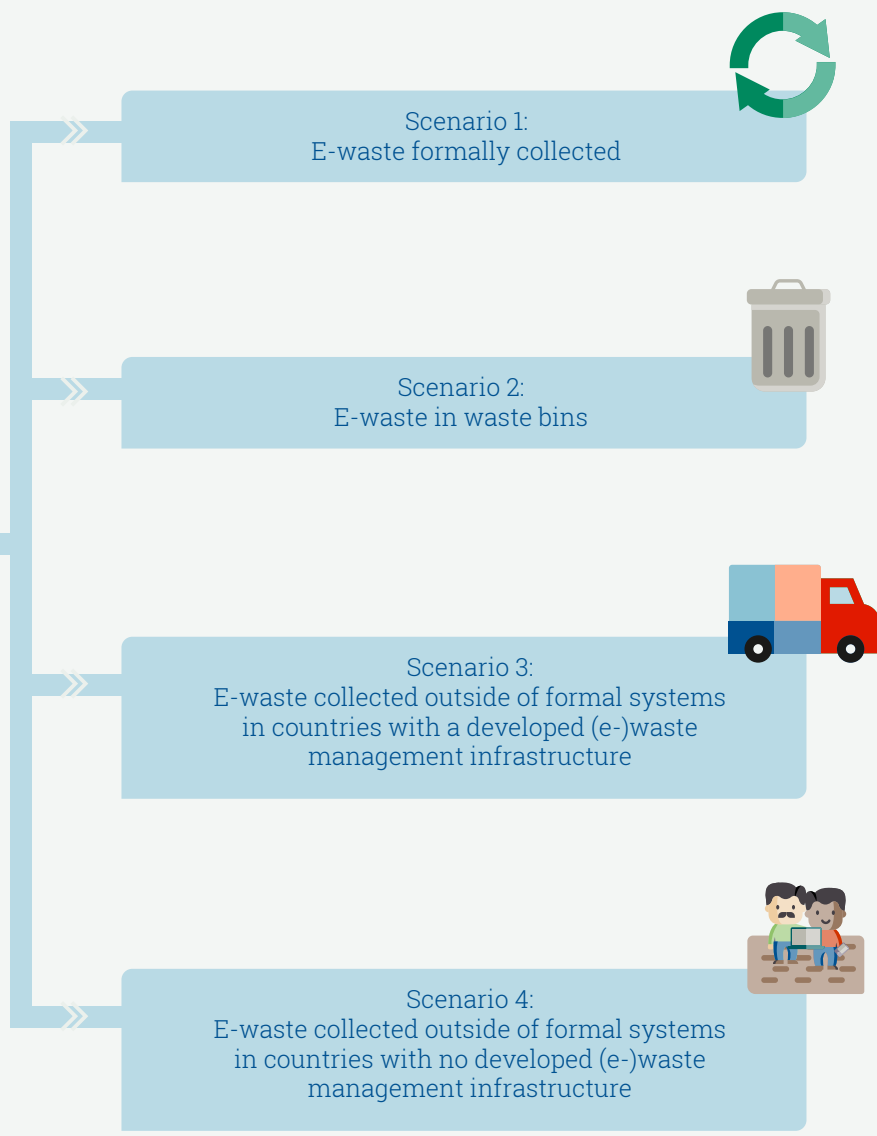 Scenario 1:
E-waste formally collected
Scenario 2:
E-waste in waste bins
Scenario 3:
E-waste collected outside of formal systems
in countries with a developed (e-)waste
management infrastructure
Scenario 4:
E-waste collected outside of formal systems
in countries with no developed (e-)waste
management infrastructure